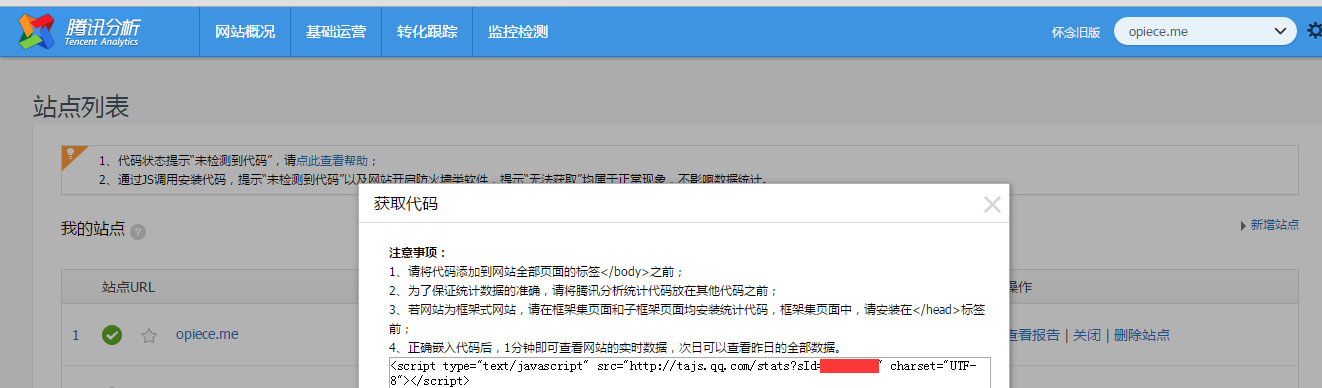 腾讯分析
Tencent Analytics
网站概况
基础运营
转化跟踪
监控检测
怀念旧版
opiece.me
站点列表
1、代码状态提示"未检测到代码"，请点此查看帮助；
2、通过JS调用安装代码，提示"未检测到代码"以及网站开启防火墙类软件，提示"无法获取"均属于正常现象，不影响数据统计。
我的站点 ?
新增站点
站点URL
操作
1 opiece.me
查看报告 | 关闭 | 删除站点
获取代码
注意事项：
1、请将代码添加到网站全部页面的标签</body>之前；
2、为了保证统计数据的准确，请将腾讯分析统计代码放在其他代码之前；
3、若网站为框架式网站，请在框架集页面和子框架页面均安装统计代码，框架集页面中，请安装在</head>标签
前；
4、正确嵌入代码后，1分钟即可查看网站的实时数据，次日可以查看昨日的全部数据。
<script type="text/javascript" src="http://tajs.qq.com/stats?sId=" charset="UTF-
8"></script>